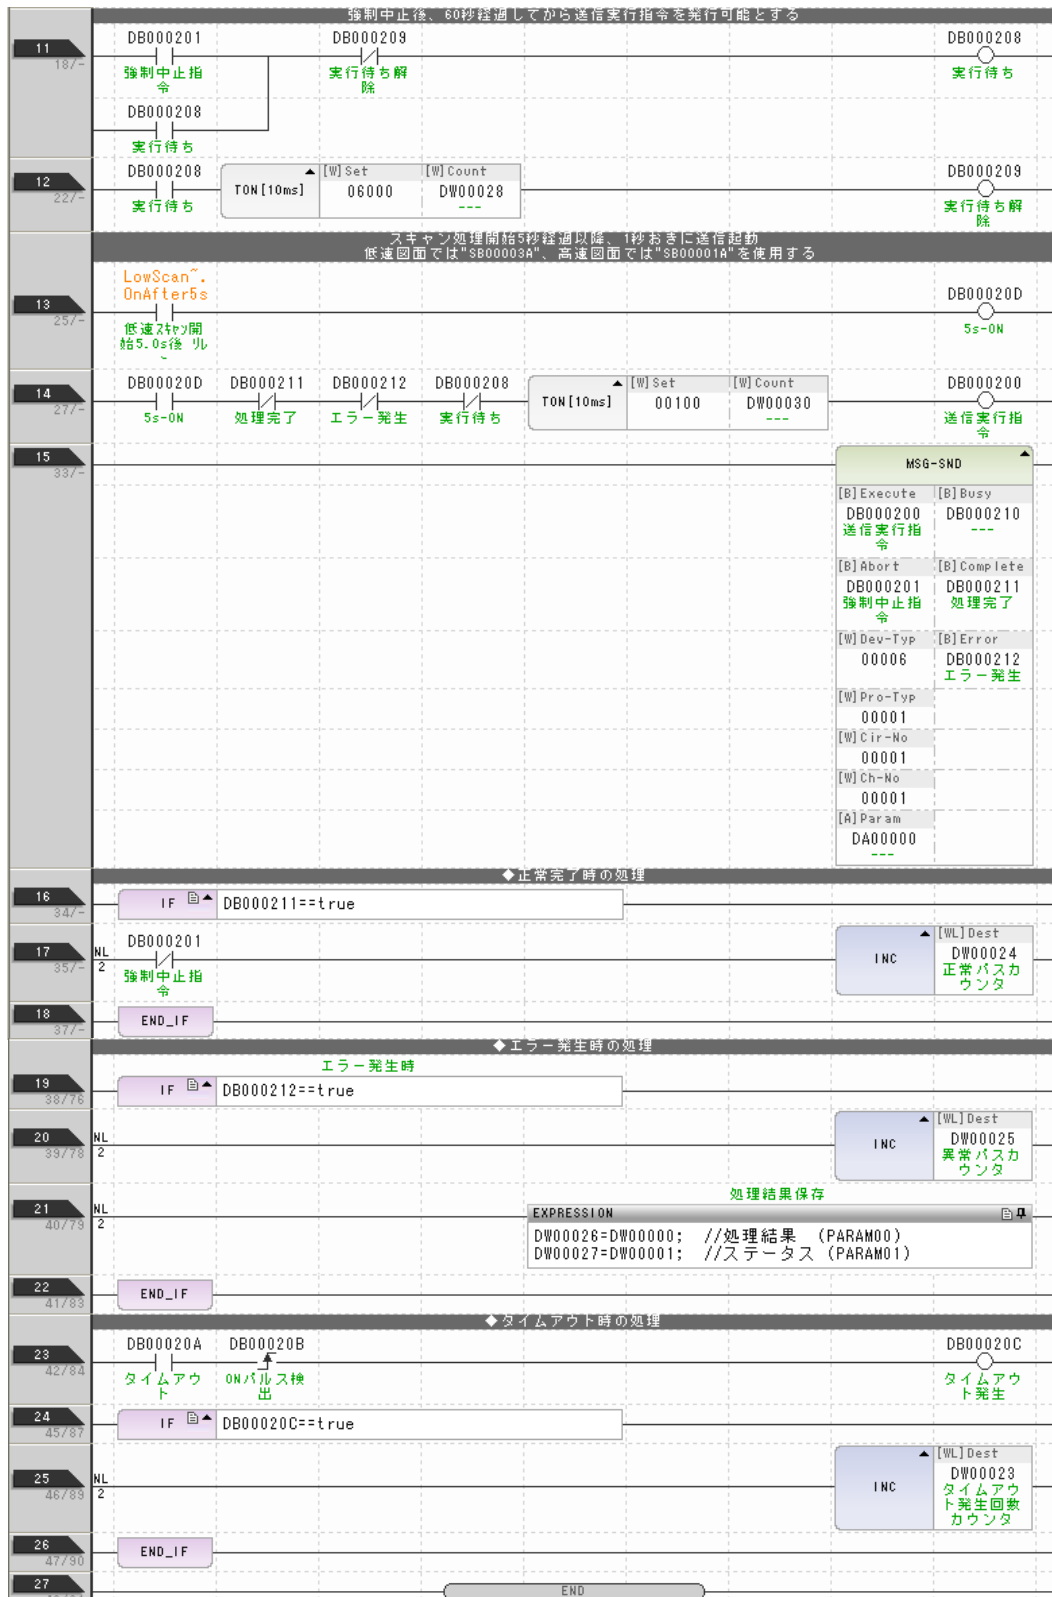 強制中止後、60秒経過してから送信実行指令を発行可能とする
11
187/-
DB000201
強制中止指
令
DB000209
実行待ち解
除
DB000208
実行待ち
DB000208
実行待ち
12
227/-
DB000208
実行待ち
TON[10ms]
[W]Set
06000
[W]Count
DW00028
---
DB000209
実行待ち解
除
スキャン処理開始5秒経過以降、1秒おきに送信起動
低速図面では"SB00003A"、高速図面では"SB00001A"を使用する
13
257/-
LowScan~.
OnAfter5s
低速スキャン開
始5.0s後 リレ
DB00020D
5s-ON
14
277/-
DB00020D
5s-ON
DB000211
処理完了
DB000212
エラー発生
DB000208
実行待ち
TON[10ms]
[W]Set
00100
[W]Count
DW00030
---
DB000200
送信実行指
令
15
337/-
MSG-SND
[B]Execute
DB000200
送信実行指
令
[B]Busy
DB000210
---
[B]Abort
DB000201
強制中止指
令
[B]Complete
DB000211
処理完了
[W]Dev-Typ
00006
[B]Error
DB000212
エラー発生
[W]Pro-Typ
00001
[W]Cir-No
00001
[W]Ch-No
00001
[A]Param
DA00000
---
◆正常完了時の処理
16
34/-
IF
DB000211==true
17
35/-
NL
2
DB000201
強制中止指
令
INC
[WL]Dest
DW00024
正常パスカ
ウンタ
18
37/-
END_IF
◆エラー発生時の処理
エラー発生時
19
38/76
IF
DB000212==true
20
39/78
NL
2
INC
[WL]Dest
DW00025
異常パスカ
ウンタ
処理結果保存
21
40/79
NL
2
EXPRESSION
DW00026=DW00000; //処理結果 (PARAM00)
DW00027=DW00001; //ステータス (PARAM01)
22
41/83
END_IF
◆タイムアウト時の処理
23
42/84
DB00020A
タイムアウ
ト
DB00020B
ONパルス検
出
DB00020C
タイムアウ
ト発生
24
45/87
IF
DB00020C==true
25
46/89
NL
2
INC
[WL]Dest
DW00023
タイムアウ
ト発生回数
カウンタ
26
47/90
END_IF
27
END